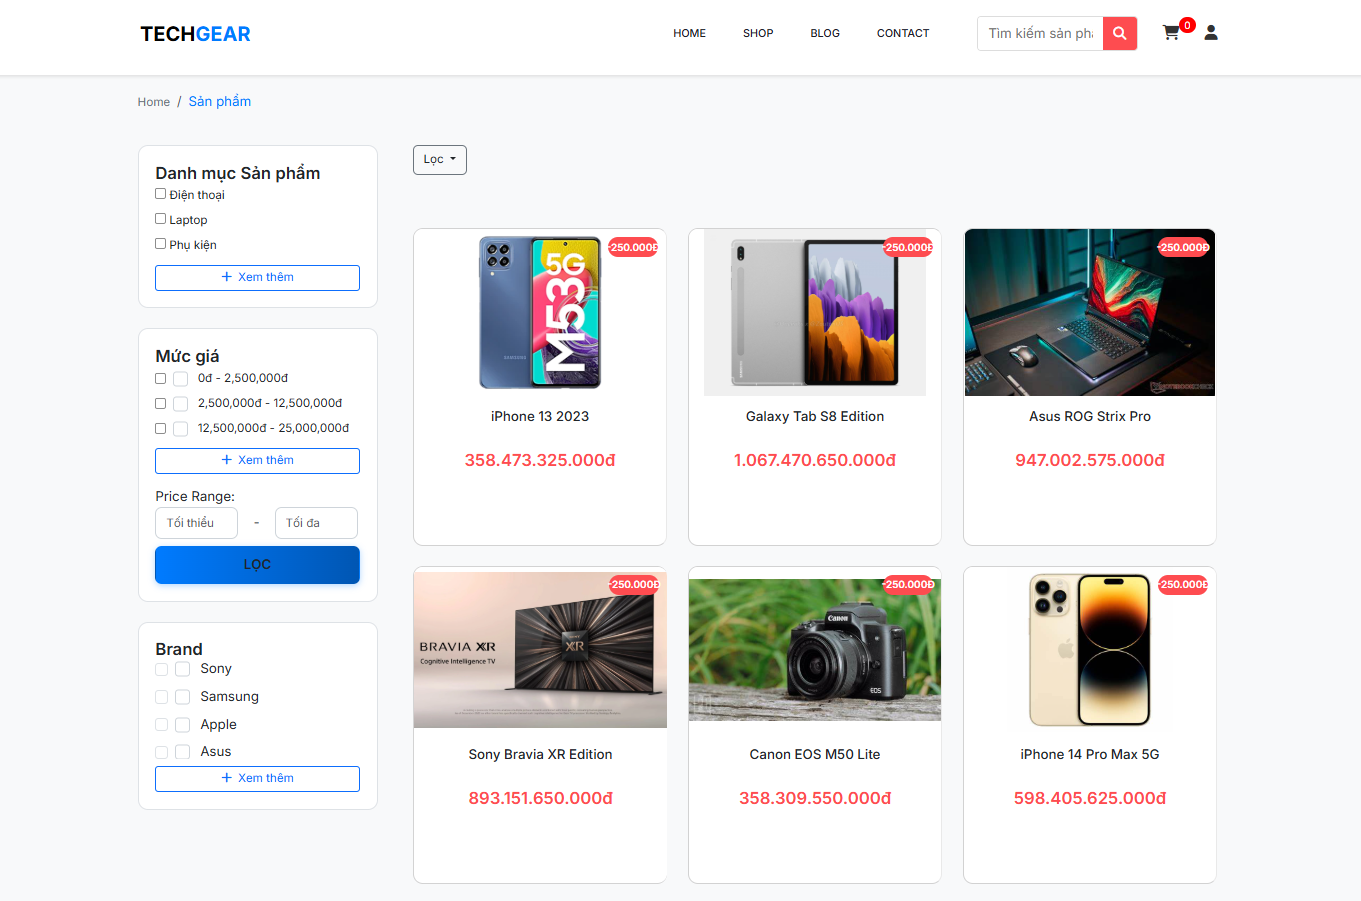 TECHGEAR
HOME
SHOP
BLOG
CONTACT
Tìm kiếm sản phẩ
0
Home / Sản phẩm
Danh mục Sản phẩm
Điện thoại
Laptop
Phụ kiện
+ Xem thêm
Mức giá
0đ - 2,500,000đ
2,500,000đ - 12,500,000đ
12,500,000đ - 25,000,000đ
+ Xem thêm
Price Range:
Tối thiểu - Tối đa
LỌC
Brand
Sony
Samsung
Apple
Asus
+ Xem thêm
Lọc
-250.000Đ
5G
M53
SAMSUNG
iPhone 13 2023
358.473.325.000đ
-250.000Đ
Galaxy Tab S8 Edition
1.067.470.650.000đ
-250.000Đ
NOTEBOOKCHECK
Asus ROG Strix Pro
947.002.575.000đ
-250.000Đ
BRAVIA XR
Cognitive Intelligence TV
XR
Sony Bravia XR Edition
893.151.650.000đ
-250.000Đ
Canon
EOS
Canon EOS M50 Lite
358.309.550.000đ
-250.000Đ
iPhone 14 Pro Max 5G
598.405.625.000đ